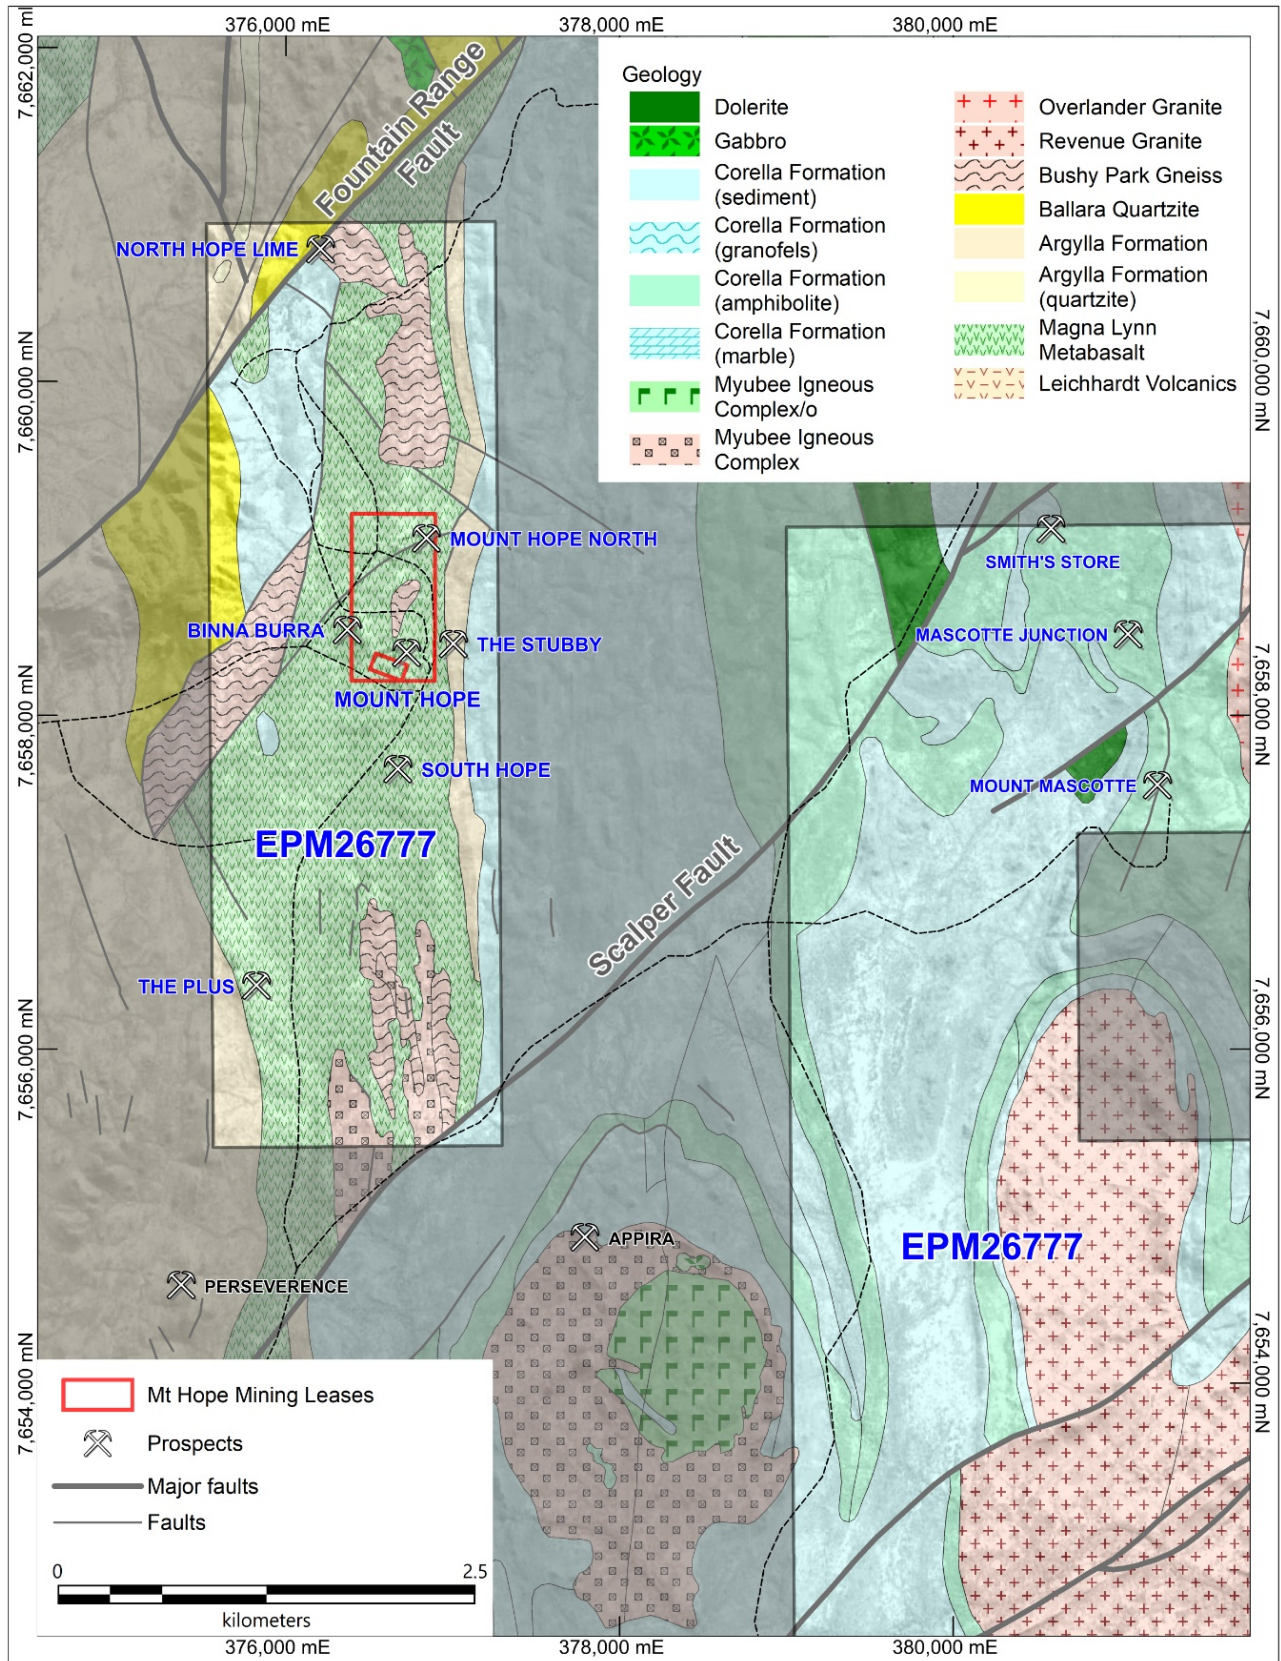 376,000 mE
378,000 mE
380,000 mE
7,662,000 ml
Fountain Range
Fault
Geology
Dolerite
Gabbro
Corella Formation
(sediment)
Corella Formation
(granofels)
Corella Formation
(amphibolite)
Corella Formation
(marble)
Myubee Igneous
Complex/o
Myubee Igneous
Complex
Overlander Granite
Revenue Granite
Bushy Park Gneiss
Ballara Quartzite
Argylla Formation
Argylla Formation
(quartzite)
Magna Lynn
Metabasalt
Leichhardt Volcanics
NORTH HOPE LIME
7,660,000 mN
7,660,000 mN
MOUNT HOPE NORTH
SMITH'S STORE
BINNA BURRA
THE STUBBY
MASCOTTE JUNCTION
MOUNT HOPE
7,658,000 mN
7,658,000 mN
SOUTH HOPE
MOUNT MASCOTTE
EPM26777
Scalper Fault
THE PLUS
7,656,000 mN
7,656,000 mN
APPIRA
EPM26777
PERSEVERENCE
7,654,000 mN
7,654,000 mN
Mt Hope Mining Leases
Prospects
Major faults
Faults
0
2.5
kilometers
376,000 mE
378,000 mE
380,000 mE